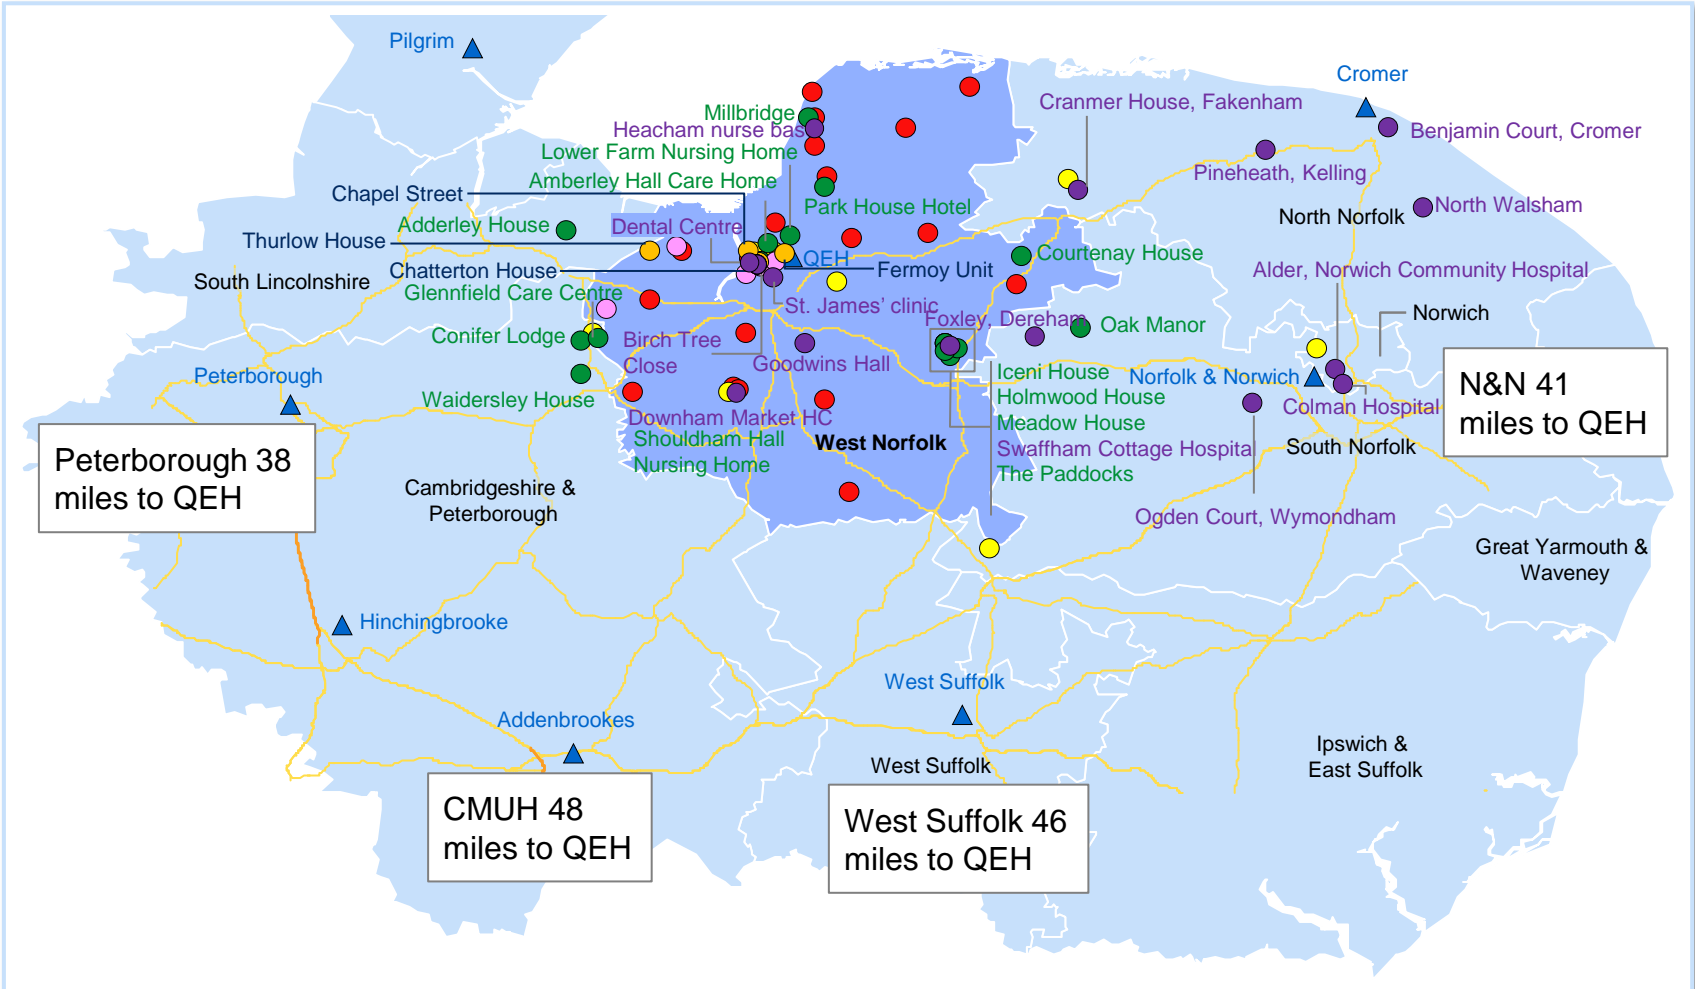 Pilgrim
Cromer
Cranmer House, Fakenham
Millbridge
Heacham nurse bas
Benjamin Court, Cromer
Lower Farm Nursing Home
Pineheath, Kelling
Amberley Hall Care Home
Chapel Street
Park House Hotel
North Walsham
North Norfolk
Adderley House
Dental Centre
Thurlow House
Courtenay House
QEH
Fermoy Unit
Chatterton House
Alder, Norwich Community Hospital
South Lincolnshire
Glennfield Care Centre
St. James' clinic
Foxley, Dereham
Norwich
Oak Manor
Conifer Lodge
Birch Tree
Close
Goodwins Hall
Peterborough
Iceni House
Norfolk & Norwich
N&N 41
miles to QEH
Waidersley House
Holmwood House
Colman Hospital
Downham Market HC
Meadow House
Shouldham Hall
Nursing Home
West Norfolk
Swaffham Cottage Hospital
South Norfolk
The Paddocks
Peterborough 38
miles to QEH
Cambridgeshire &
Peterborough
Ogden Court, Wymondham
Great Yarmouth &
Waveney
Hinchingbrooke
West Suffolk
Addenbrookes
Ipswich &
East Suffolk
West Suffolk
CMUH 48
miles to QEH
West Suffolk 46
miles to QEH